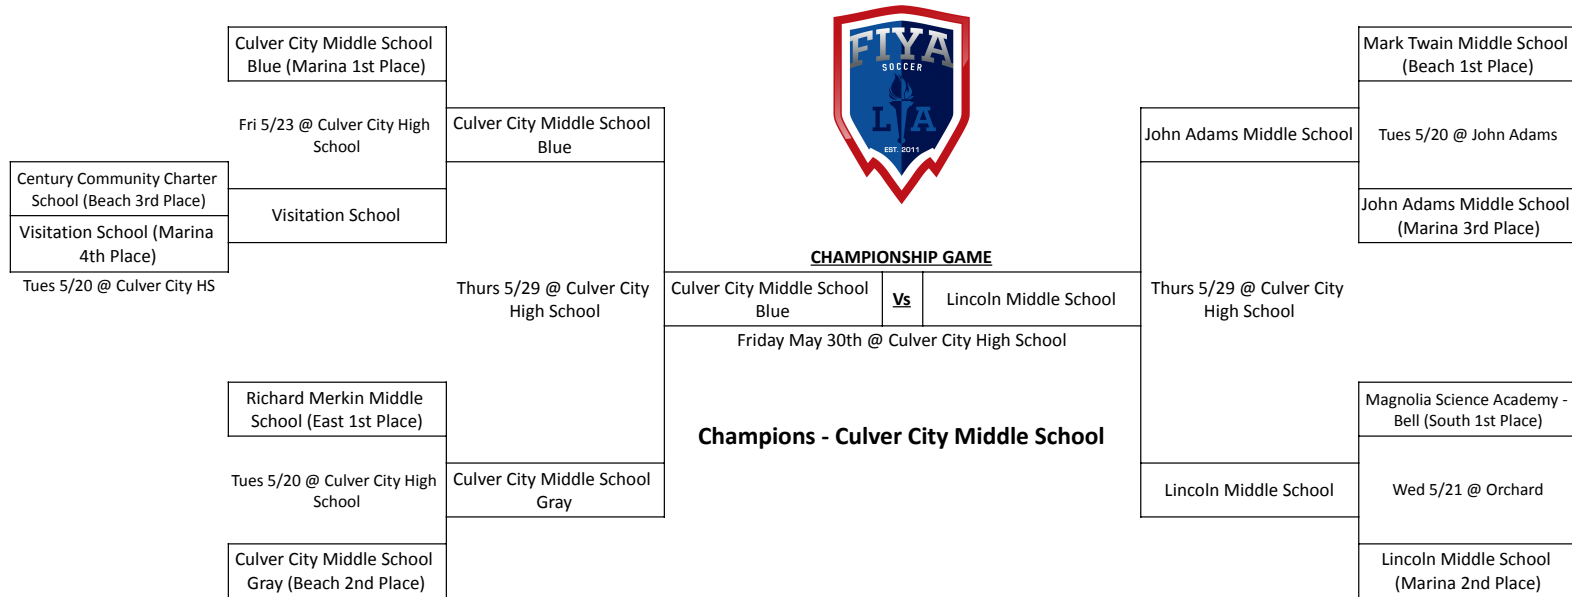 Culver City Middle School
Blue (Marina 1st Place)
Fri 5/23 @ Culver City High
School
Century Community Charter
School (Beach 3rd Place)
Visitation School (Marina
4th Place)
Tues 5/20 @ Culver City HS
Culver City Middle School
Blue
Visitation School
Thurs 5/29 @ Culver City
High School
Richard Merkin Middle
School (East 1st Place)
Tues 5/20 @ Culver City High
School
Culver City Middle School
Gray (Beach 2nd Place)
Culver City Middle School
Gray
FIYA
SOCCER
LA
EST. 2011
CHAMPIONSHIP GAME
Culver City Middle School
Blue
Vs
Lincoln Middle School
Friday May 30th @ Culver City High School
Champions - Culver City Middle School
Mark Twain Middle School
(Beach 1st Place)
John Adams Middle School
Tues 5/20 @ John Adams
John Adams Middle School
(Marina 3rd Place)
Thurs 5/29 @ Culver City
High School
Magnolia Science Academy -
Bell (South 1st Place)
Lincoln Middle School
Wed 5/21 @ Orchard
Lincoln Middle School
(Marina 2nd Place)